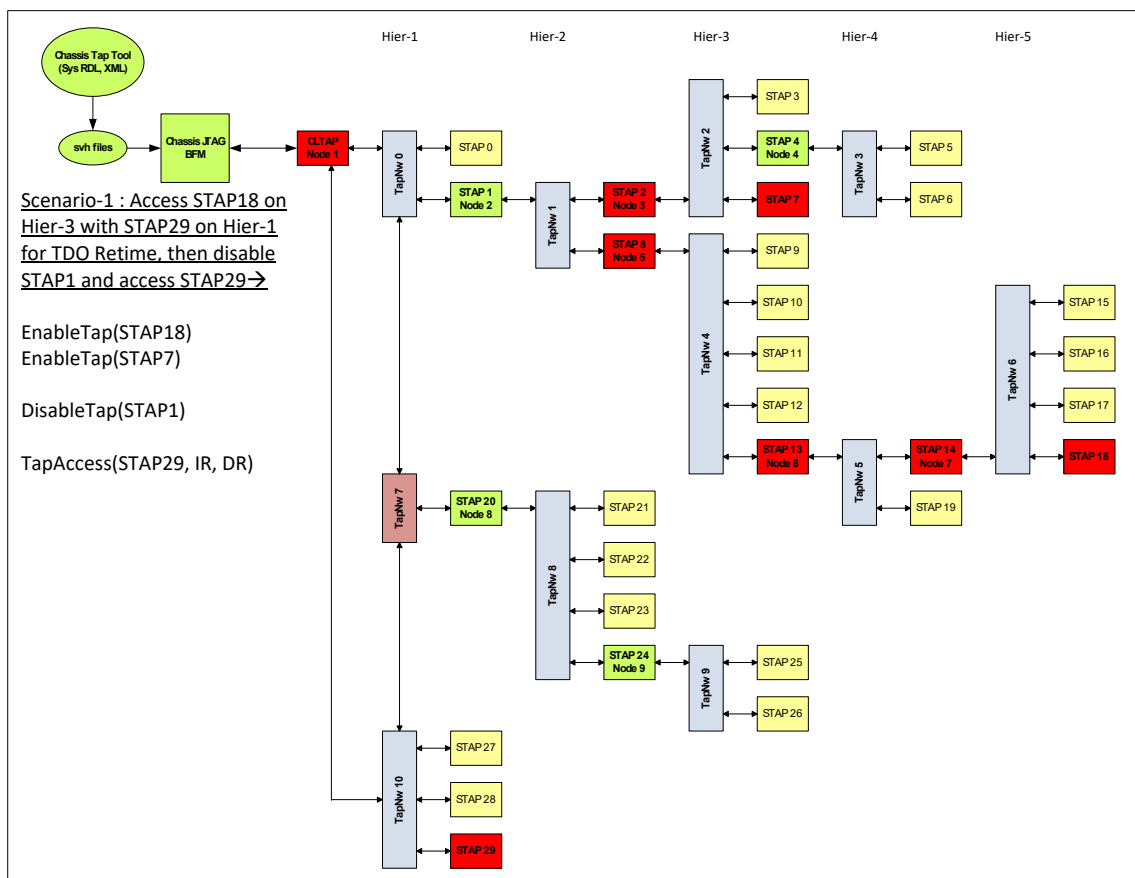 Hier-1
Hier-2
Hier-3
Hier-4
Hier-5
Chassis Tap Tool
(Sys RDL, XML)
svh files
Chassis JTAG
BFM
CLTAP
Node 1
TapNw 0
STAP 0
STAP 1
Node 2
TapNw 1
STAP 2
Node 3
STAP 8
Node 5
TapNw 2
STAP 3
STAP 4
Node 4
STAP 7
TapNw 3
STAP 5
STAP 6
Scenario-1 : Access STAP18 on
Hier-3 with STAP29 on Hier-1
for TDO Retime, then disable
STAP1 and access STAP29→
EnableTap(STAP18)
EnableTap(STAP7)
DisableTap(STAP1)
TapAccess(STAP29, IR, DR)
TapNw 4
STAP 9
STAP 10
STAP 11
STAP 12
STAP 13
Node 6
TapNw 5
STAP 14
Node 7
STAP 19
TapNw 6
STAP 15
STAP 16
STAP 17
STAP 18
TapNw 7
STAP 20
Node 8
TapNw 8
STAP 21
STAP 22
STAP 23
STAP 24
Node 9
TapNw 9
STAP 25
STAP 26
TapNw 10
STAP 27
STAP 28
STAP 29